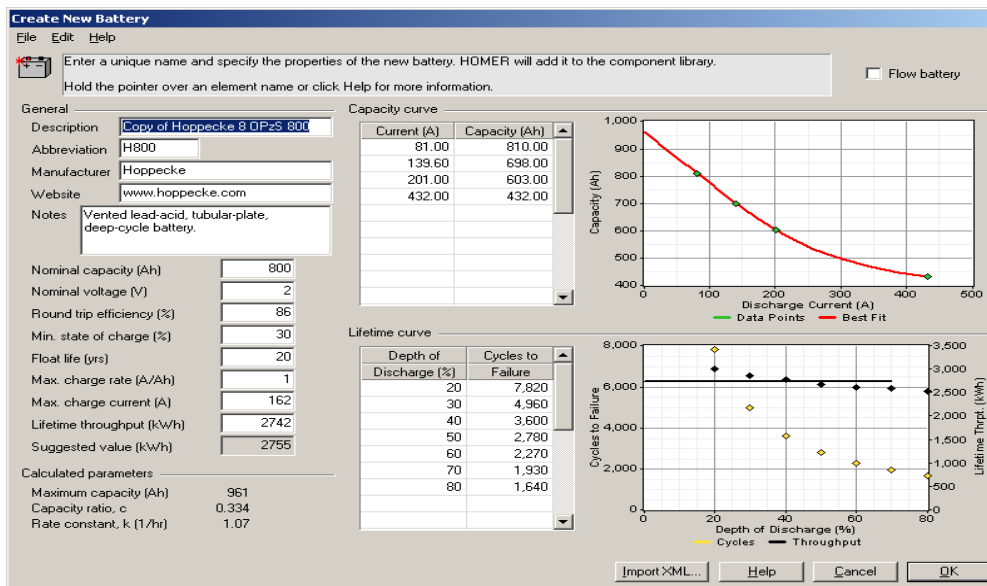 Create New Battery
File Edit Help
Enter a unique name and specify the properties of the new battery. HOMER will add it to the component library.
Hold the pointer over an element name or click Help for more information.
Flow battery
General
Description Copy of Hoppecke 8 OPzS 800
Abbreviation H800
Manufacturer Hoppecke
Website www.hoppecke.com
Notes Vented lead-acid, tubular-plate,
deep-cycle battery.
Nominal capacity (Ah) 800
Nominal voltage (V) 2
Round trip efficiency (%) 86
Min. state of charge (%) 30
Float life (yrs) 20
Max. charge rate (A/Ah) 1
Max. charge current (A) 162
Lifetime throughput (kWh) 2742
Suggested value (kWh) 2755
Calculated parameters
Maximum capacity (Ah) 961
Capacity ratio, c 0.334
Rate constant, k (1/hr) 1.07
Capacity curve
Current (A) Capacity (Ah)
81.00 810.00
139.60 698.00
201.00 603.00
432.00 432.00
1,000
900
800
700
600
500
400
Capacity (Ah)
0 100 200 300 400 500
Discharge Current (A)
Data Points Best Fit
Lifetime curve
Depth of Cycles to
Discharge (%) Failure
20 7,820
30 4,960
40 3,600
50 2,780
60 2,270
70 1,930
80 1,640
8,000
6,000
4,000
2,000
0
Cycles to Failure
3,500
3,000
2,500
2,000
1,500
1,000
500
0
Lifetime Thrpt. (kWh)
0 20 40 60 80
Depth of Discharge (%)
Cycles Throughput
Import XML... Help Cancel OK